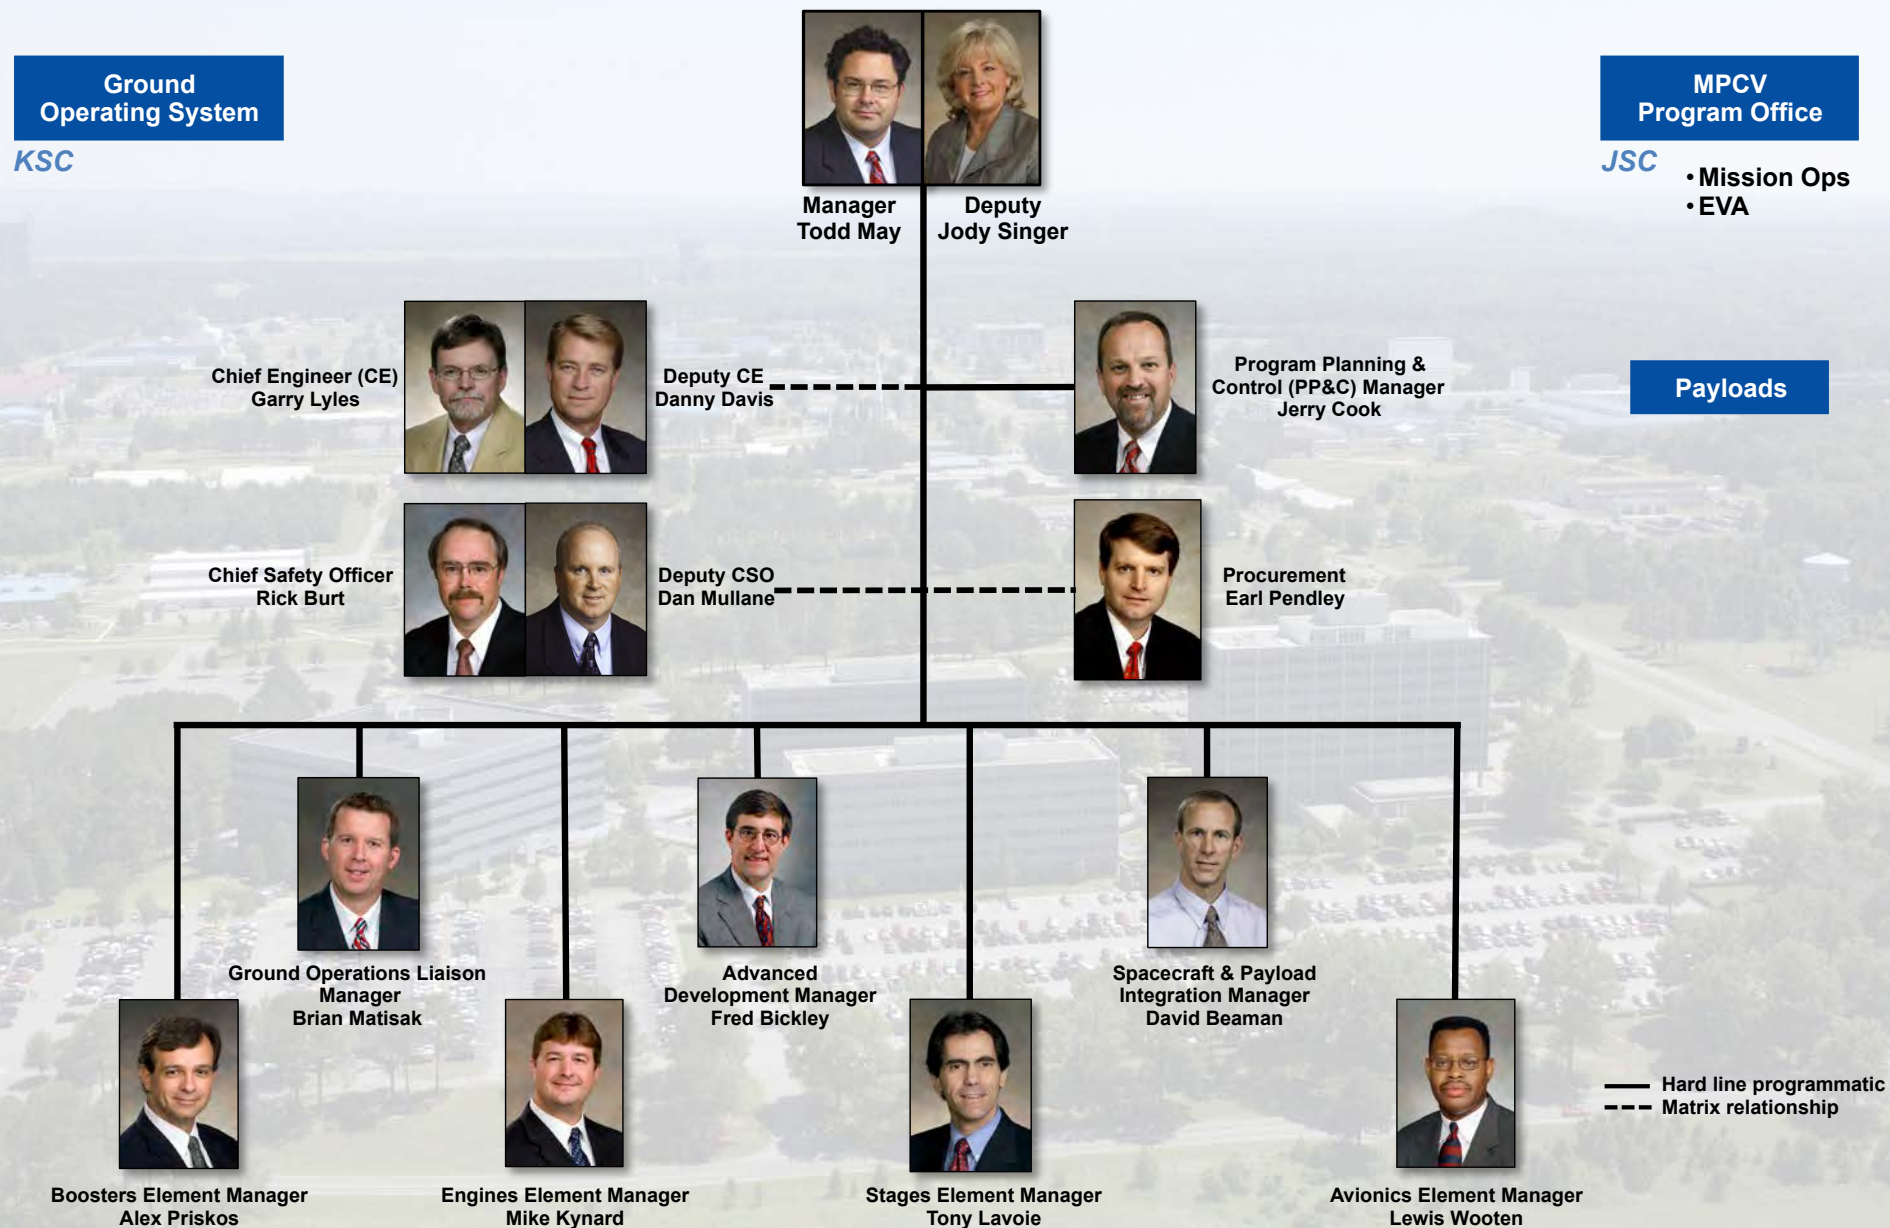 Ground
Operating System
KSC
MPCV
Program Office
JSC
• Mission Ops
• EVA
Manager
Todd May
Deputy
Jody Singer
Chief Engineer (CE)
Garry Lyles
Deputy CE
Danny Davis
Program Planning &
Control (PP&C) Manager
Jerry Cook
Payloads
Chief Safety Officer
Rick Burt
Deputy CSO
Dan Mullane
Procurement
Earl Pendley
Ground Operations Liaison
Manager
Brian Matisak
Advanced
Development Manager
Fred Bickley
Spacecraft & Payload
Integration Manager
David Beaman
Hard line programmatic
Matrix relationship
Boosters Element Manager
Alex Priskos
Engines Element Manager
Mike Kynard
Stages Element Manager
Tony Lavoie
Avionics Element Manager
Lewis Wooten